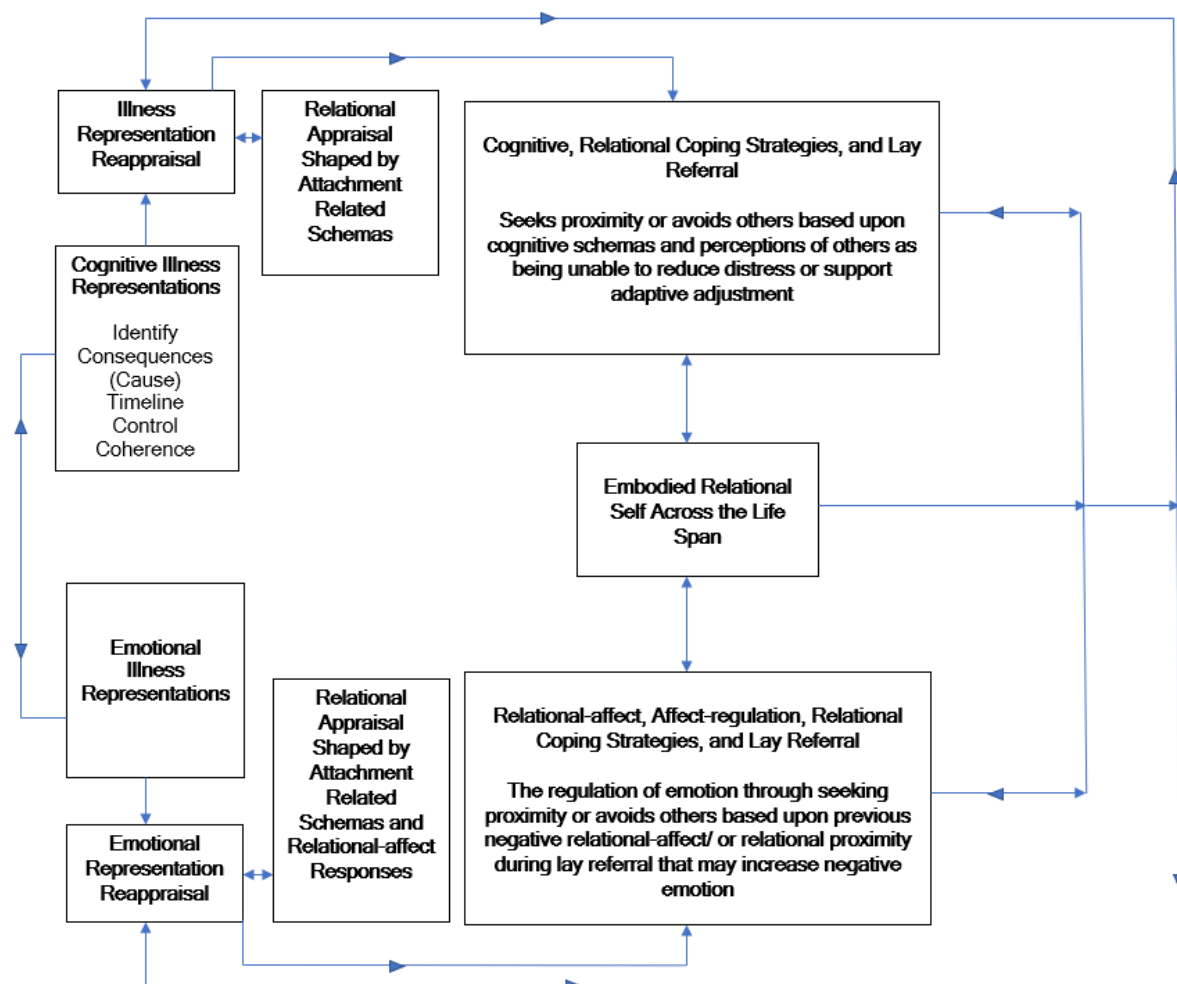 Illness
Representation
Reappraisal
Relational
Appraisal
Shaped by
Attachment
Related
Schemas
Cognitive, Relational Coping Strategies, and Lay
Referral
Seeks proximity or avoids others based upon
cognitive schemas and perceptions of others as
being unable to reduce distress or support
adaptive adjustment
Cognitive Illness
Representations
Identify
Consequences
(Cause)
Timeline
Control
Coherence
Embodied Relational
Self Across the Life
Span
Emotional
Illness
Representations
Relational
Appraisal
Shaped by
Attachment
Related
Schemas and
Relational-affect
Responses
Relational-affect, Affect-regulation, Relational
Coping Strategies, and Lay Referral
The regulation of emotion through seeking
proximity or avoids others based upon previous
negative relational-affect/ or relational proximity
during lay referral that may increase negative
emotion
Emotional
Representation
Reappraisal